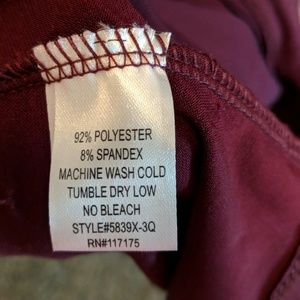 92% POLYESTER
8% SPANDEX
MACHINE WASH COLD
TUMBLE DRY LOW
NO BLEACH
STYLE#5839X-3Q
RN#117175